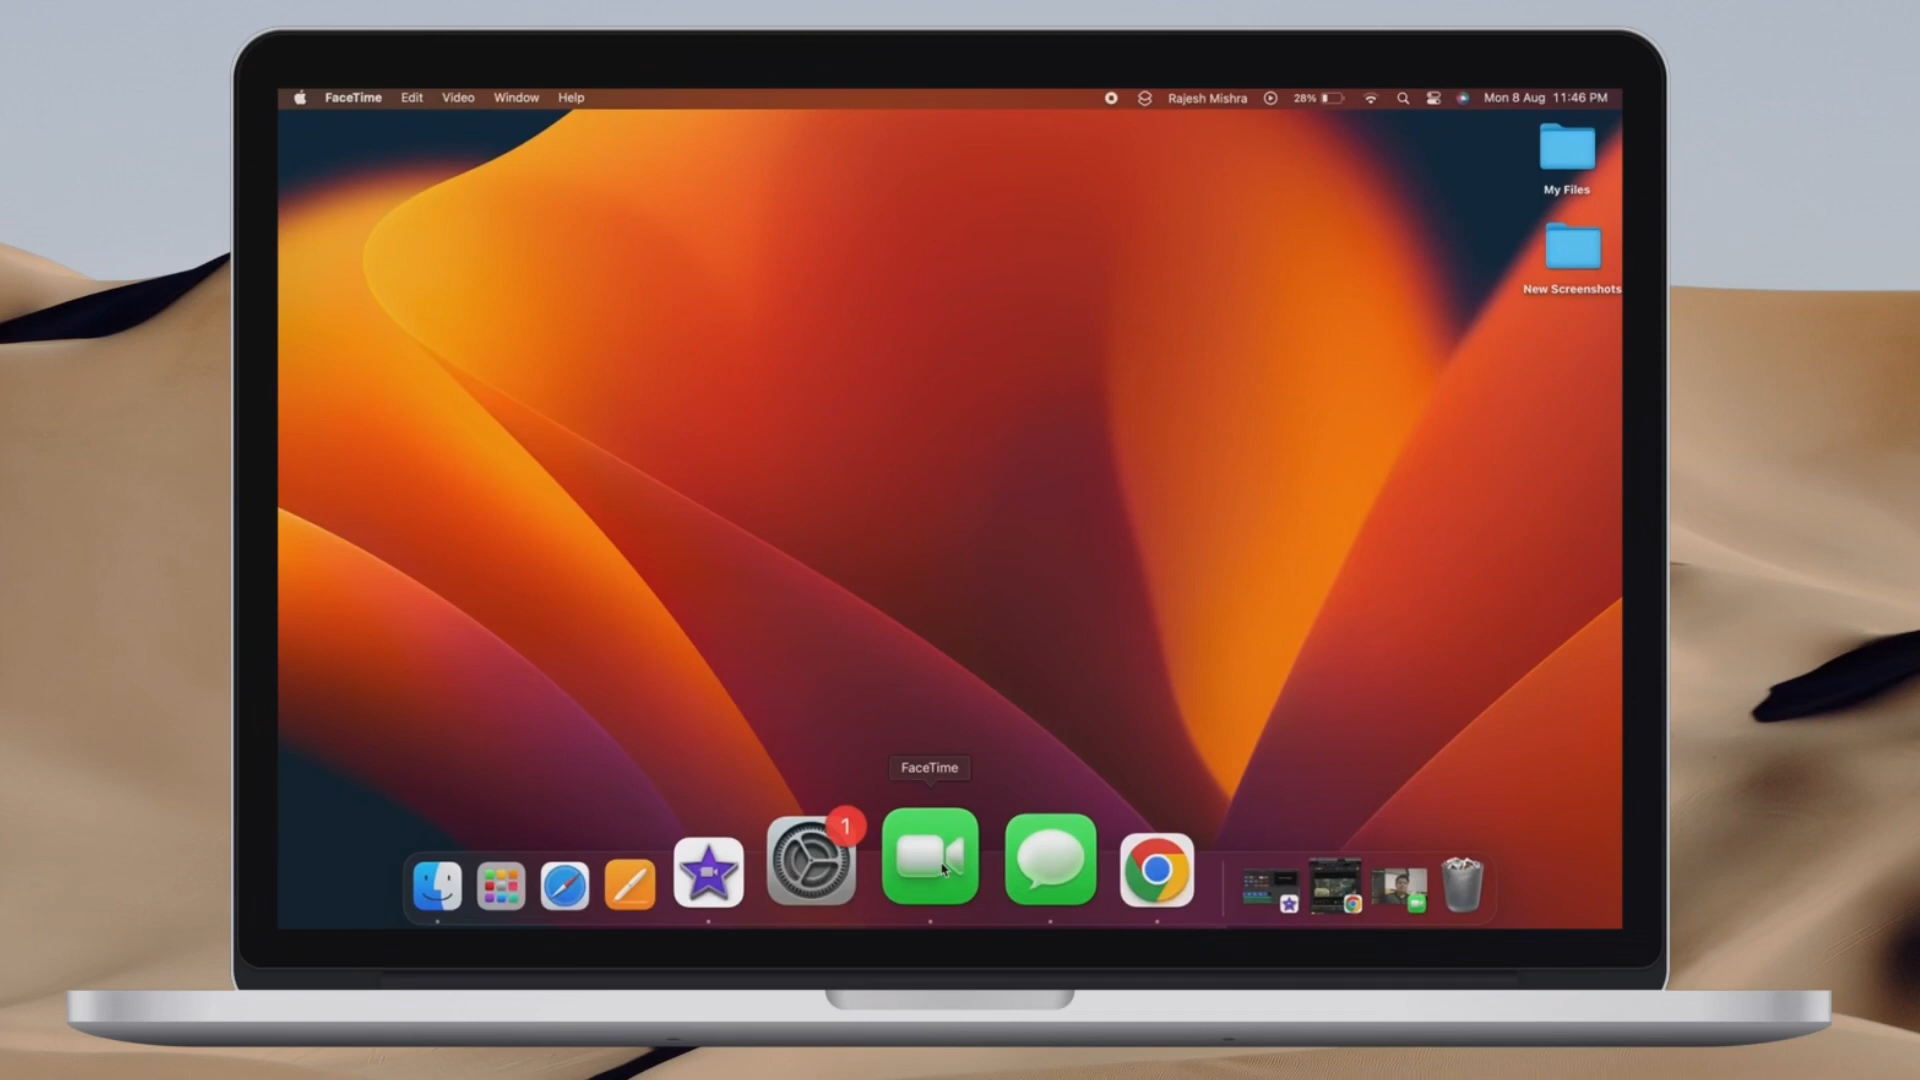 FaceTime Edit Video Window Help
Rajesh Mishra 28% Mon 8 Aug 11:46 PM
My Files
New Screenshots
FaceTime
1